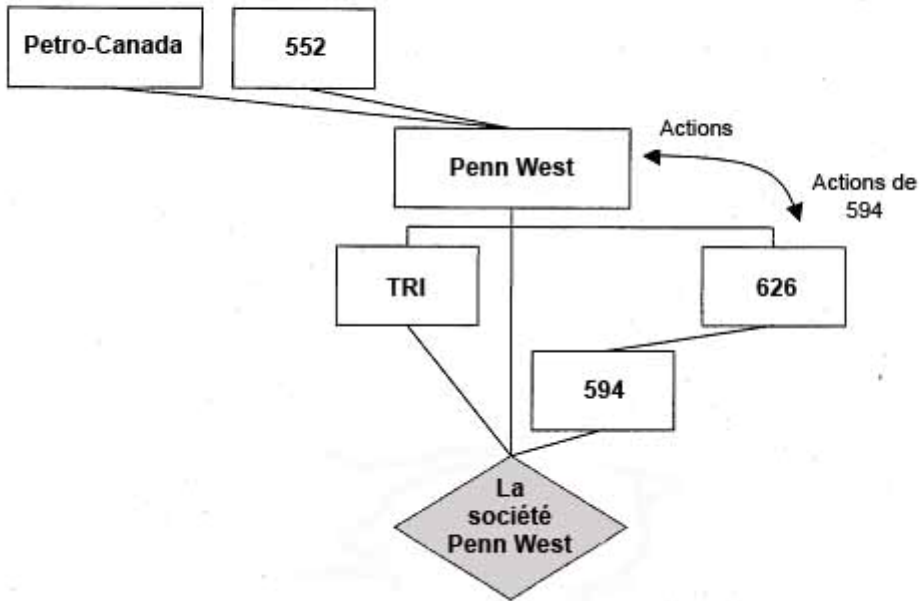 Petro-Canada
552
Penn West
Actions
Actions de
594
TRI
626
594
La
société
Penn West